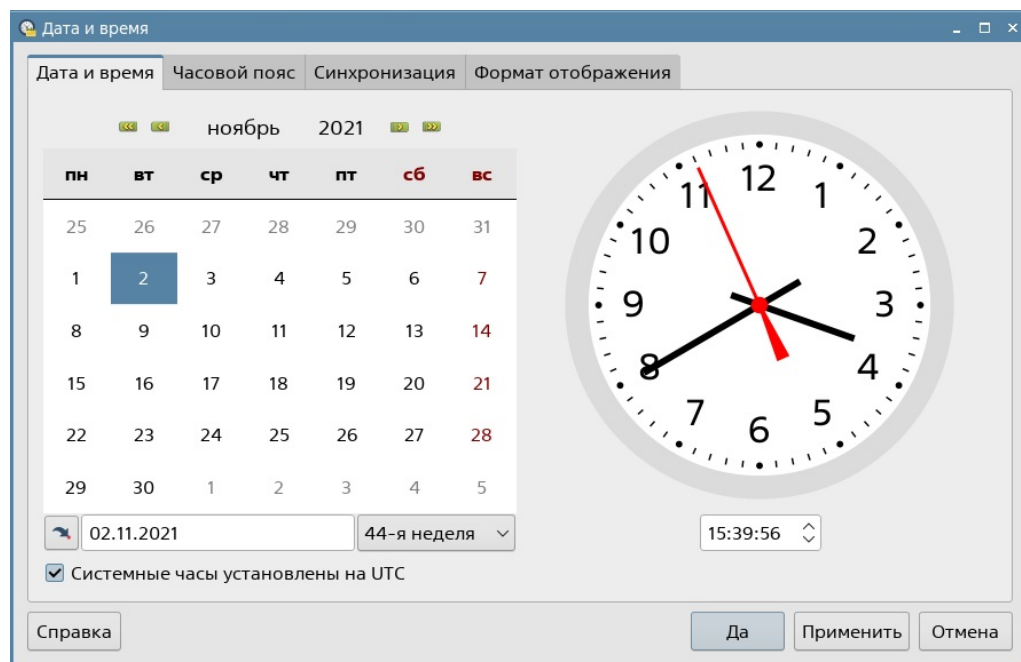 Дата и время
Дата и время Часовой пояс Синхронизация Формат отображения
ноябрь 2021
пн вт ср чт пт сб вс
25 26 27 28 29 30 31
1 2 3 4 5 6 7
8 9 10 11 12 13 14
15 16 17 18 19 20 21
22 23 24 25 26 27 28
29 30 1 2 3 4 5
02.11.2021 44-я неделя
Системные часы установлены на UTC
12
1
2
3
4
5
6
7
8
9
10
11
15:39:56
Справка Да Применить Отмена